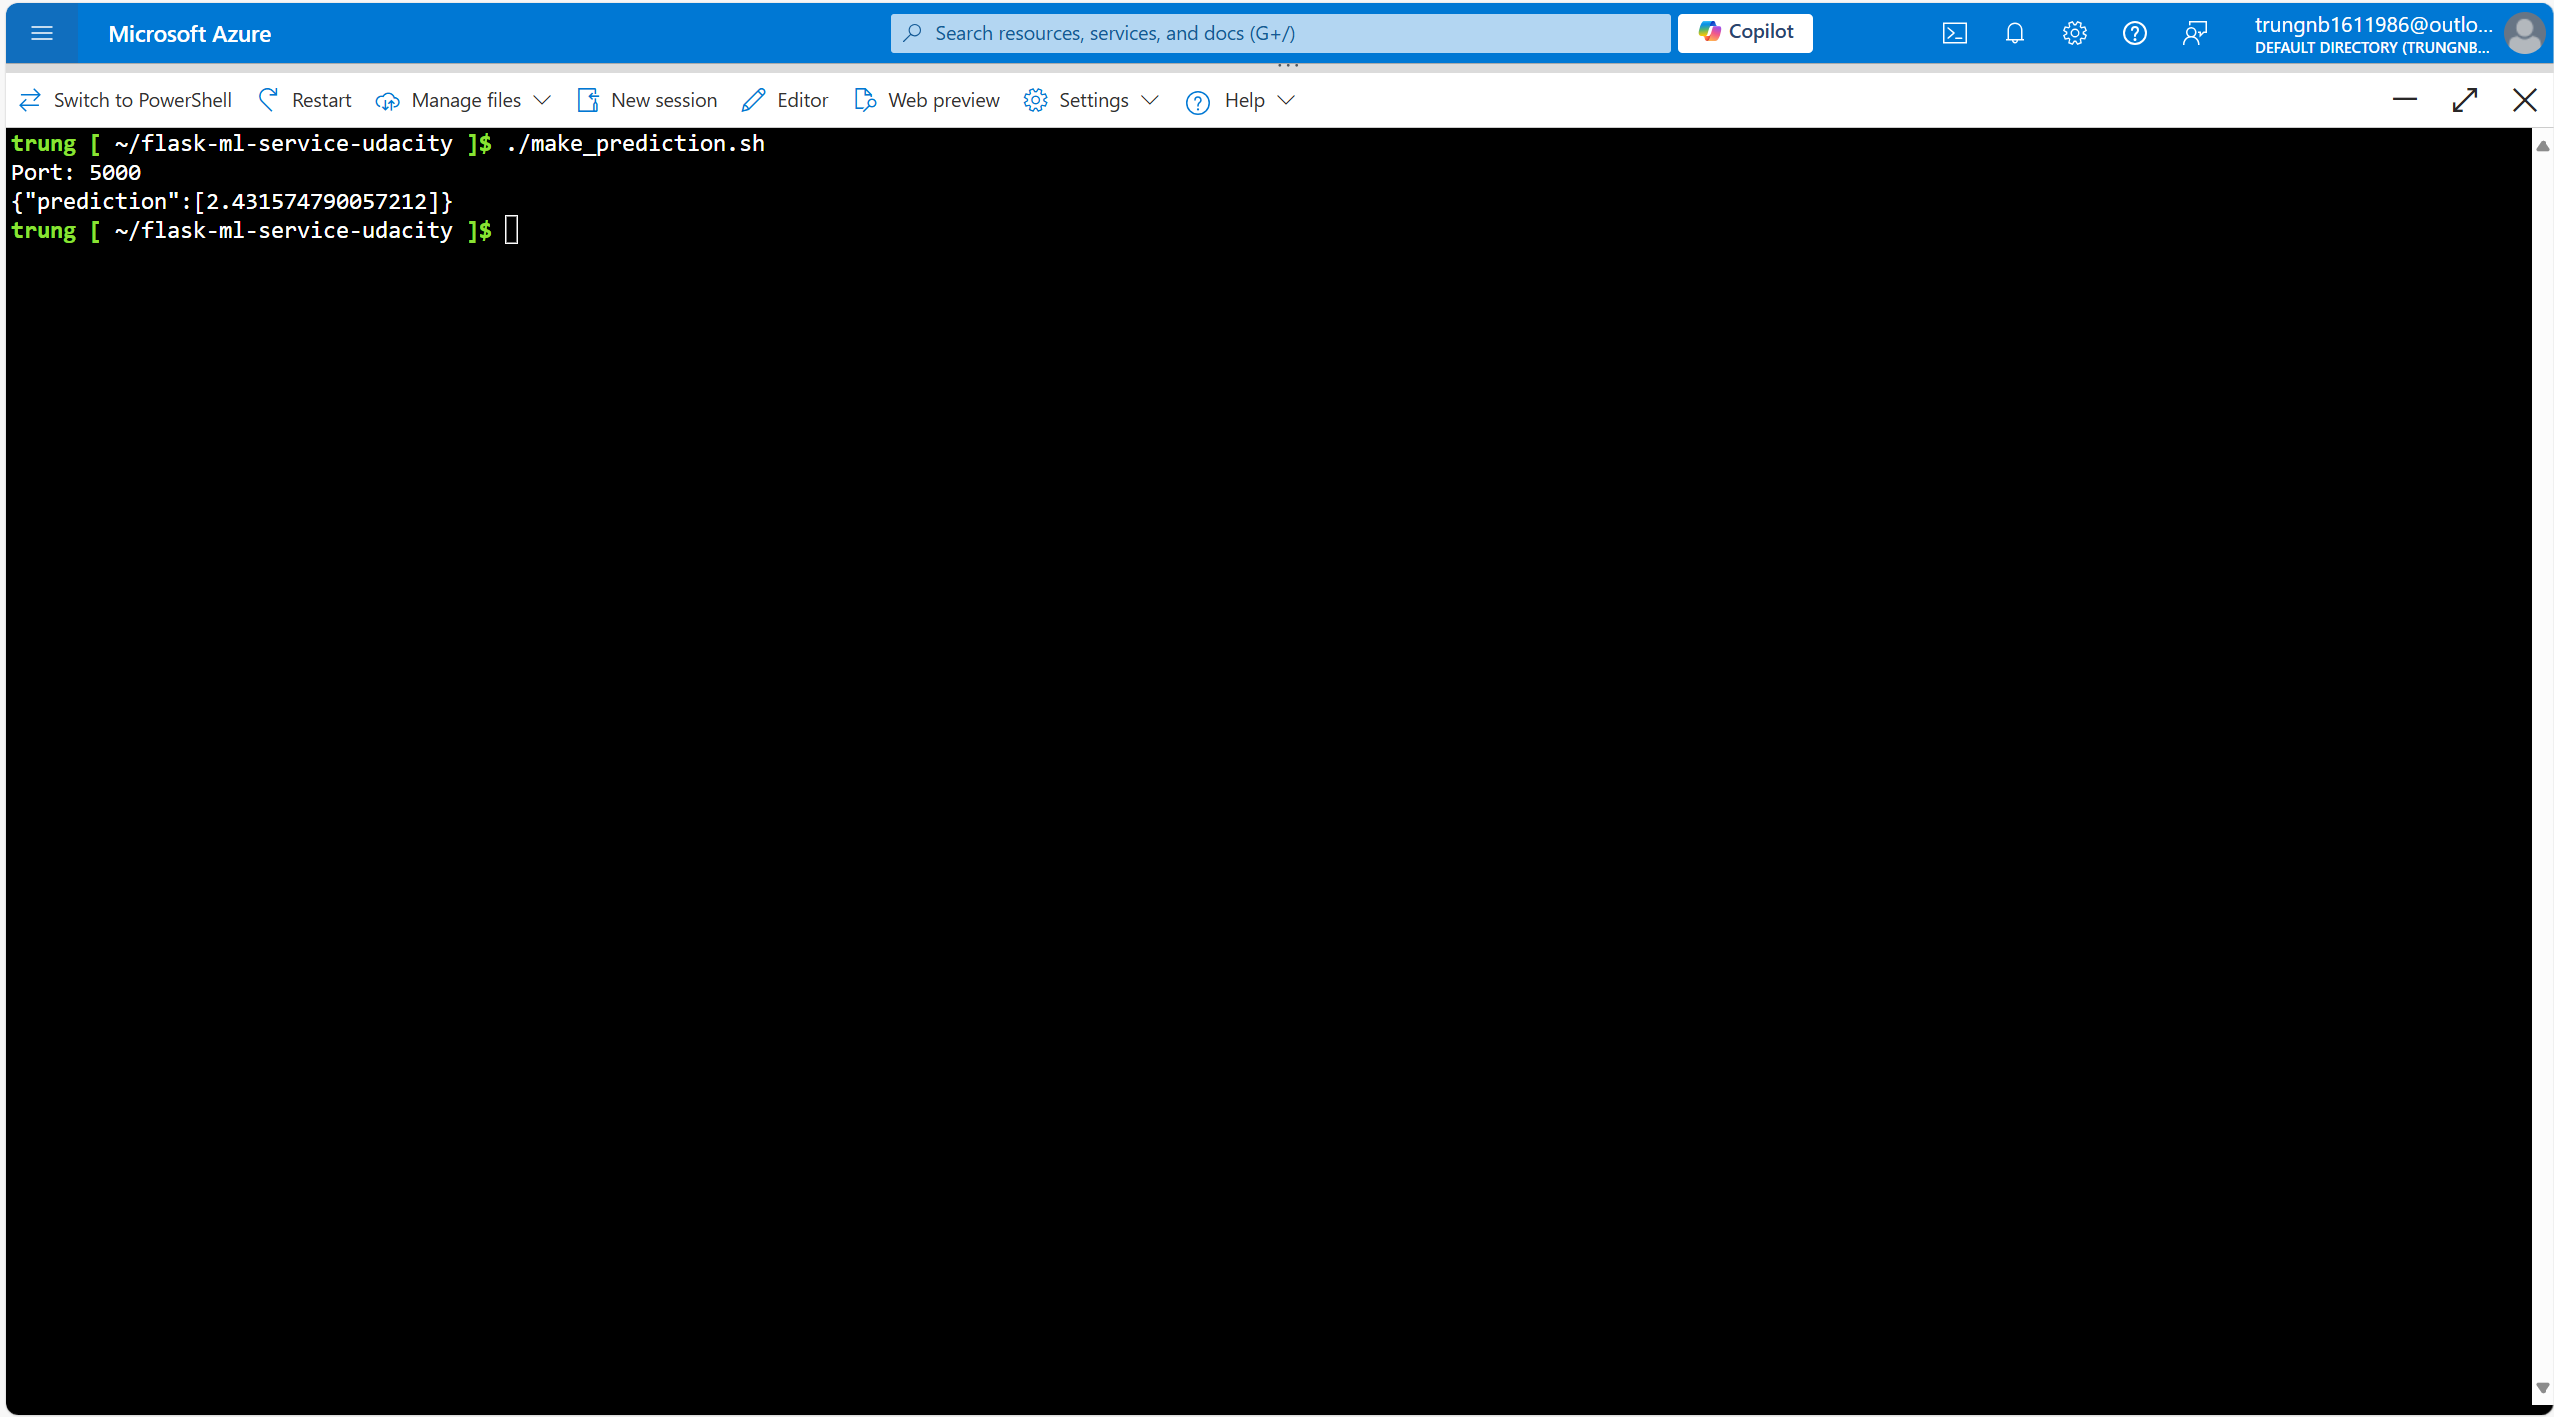 Microsoft Azure
Search resources, services, and docs (G+/)
Copilot
trungnb1611986@outlo...
DEFAULT DIRECTORY (TRUNGNB...
Switch to PowerShell Restart Manage files New session Editor Web preview Settings Help
trung [ ~/flask-ml-service-udacity ]$ ./make_prediction.sh
Port: 5000
{"prediction":[2.431574790057212]}
trung [ ~/flask-ml-service-udacity ]$